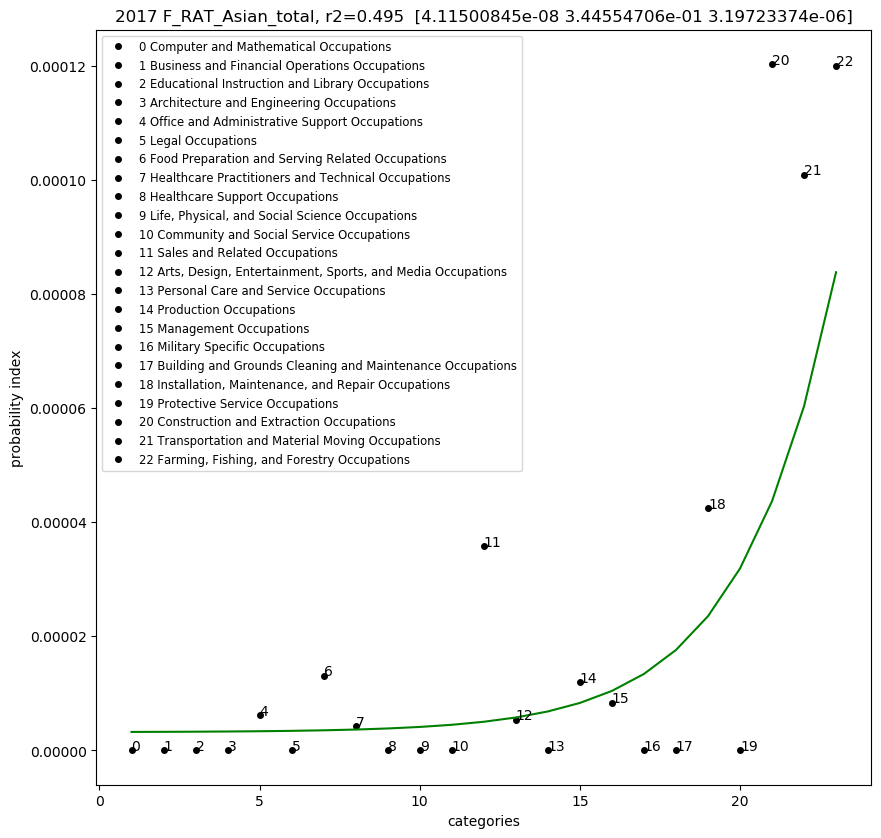 2017 F_RAT_Asian_total, r2=0.495  [4.11500845e-08 3.44554706e-01 3.19723374e-06]
0 Computer and Mathematical Occupations
1 Business and Financial Operations Occupations
2 Educational Instruction and Library Occupations
3 Architecture and Engineering Occupations
4 Office and Administrative Support Occupations
5 Legal Occupations
6 Food Preparation and Serving Related Occupations
7 Healthcare Practitioners and Technical Occupations
8 Healthcare Support Occupations
9 Life, Physical, and Social Science Occupations
10 Community and Social Service Occupations
11 Sales and Related Occupations
12 Arts, Design, Entertainment, Sports, and Media Occupations
13 Personal Care and Service Occupations
14 Production Occupations
15 Management Occupations
16 Military Specific Occupations
17 Building and Grounds Cleaning and Maintenance Occupations
18 Installation, Maintenance, and Repair Occupations
19 Protective Service Occupations
20 Construction and Extraction Occupations
21 Transportation and Material Moving Occupations
22 Farming, Fishing, and Forestry Occupations
probability index
0.00012
0.00010
0.00008
0.00006
0.00004
0.00002
0.00000
20
22
21
18
11
6
4
7
14
15
12
0
1
2
3
5
8
9
10
13
16
17
19
0
5
10
15
20
categories